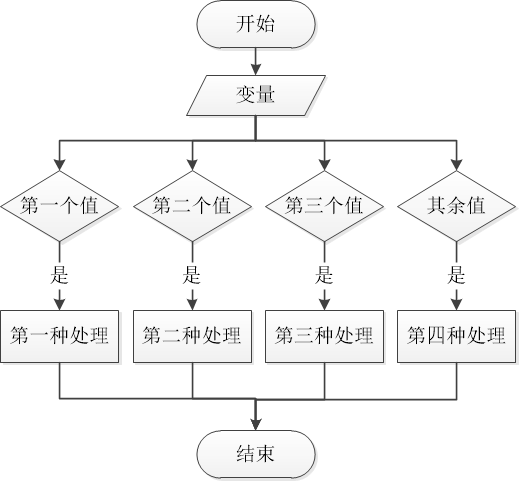 开始
变量
第一个值
第二个值
第三个值
其余值
是
是
是
是
第一种处理
第二种处理
第三种处理
第四种处理
结束